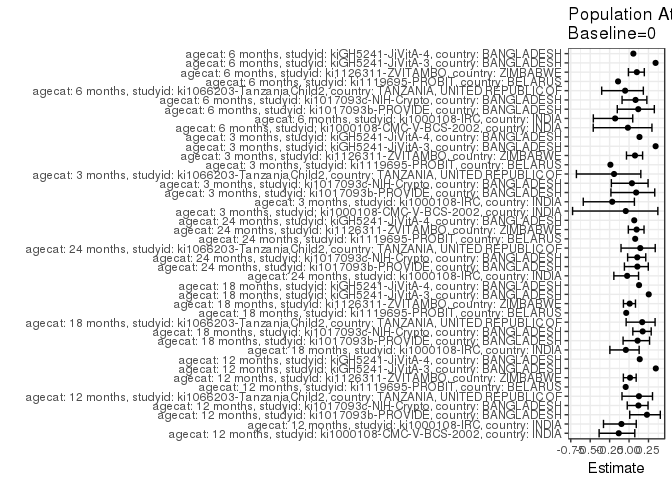 Population At
Baseline=0
agecat: 6 months, studyid: kiGH5241-JiVitA-4, country: BANGLADESH
agecat: 6 months, studyid: kiGH5241-JiVitA-3, country: BANGLADESH
agecat: 6 months, studyid: ki1126311-ZVITAMBO, country: ZIMBABWE
agecat: 6 months, studyid: ki1119695-PROBIT, country: BELARUS
agecat: 6 months, studyid: ki1066203-TanzaniaChild2, country: TANZANIA, UNITED REPUBLIC OF
agecat: 6 months, studyid: ki1017093c-NIH-Crypto, country: BANGLADESH
agecat: 6 months, studyid: ki1017093b-PROVIDE, country: BANGLADESH
agecat: 6 months, studyid: ki1000108-IRC, country: INDIA
agecat: 6 months, studyid: ki1000108-CMC-V-BCS-2002, country: INDIA
agecat: 3 months, studyid: kiGH5241-JiVitA-4, country: BANGLADESH
agecat: 3 months, studyid: kiGH5241-JiVitA-3, country: BANGLADESH
agecat: 3 months, studyid: ki1126311-ZVITAMBO, country: ZIMBABWE
agecat: 3 months, studyid: ki1119695-PROBIT, country: BELARUS
agecat: 3 months, studyid: ki1066203-TanzaniaChild2, country: TANZANIA, UNITED REPUBLIC OF
agecat: 3 months, studyid: ki1017093c-NIH-Crypto, country: BANGLADESH
agecat: 3 months, studyid: ki1017093b-PROVIDE, country: BANGLADESH
agecat: 3 months, studyid: ki1000108-IRC, country: INDIA
agecat: 3 months, studyid: ki1000108-CMC-V-BCS-2002, country: INDIA
agecat: 24 months, studyid: kiGH5241-JiVitA-4, country: BANGLADESH
agecat: 24 months, studyid: ki1126311-ZVITAMBO, country: ZIMBABWE
agecat: 24 months, studyid: ki1119695-PROBIT, country: BELARUS
agecat: 24 months, studyid: ki1066203-TanzaniaChild2, country: TANZANIA, UNITED REPUBLIC OF
agecat: 24 months, studyid: ki1017093c-NIH-Crypto, country: BANGLADESH
agecat: 24 months, studyid: ki1017093b-PROVIDE, country: BANGLADESH
agecat: 24 months, studyid: ki1000108-IRC, country: INDIA
agecat: 18 months, studyid: kiGH5241-JiVitA-4, country: BANGLADESH
agecat: 18 months, studyid: kiGH5241-JiVitA-3, country: BANGLADESH
agecat: 18 months, studyid: ki1126311-ZVITAMBO, country: ZIMBABWE
agecat: 18 months, studyid: ki1119695-PROBIT, country: BELARUS
agecat: 18 months, studyid: ki1066203-TanzaniaChild2, country: TANZANIA, UNITED REPUBLIC OF
agecat: 18 months, studyid: ki1017093c-NIH-Crypto, country: BANGLADESH
agecat: 18 months, studyid: ki1017093b-PROVIDE, country: BANGLADESH
agecat: 18 months, studyid: ki1000108-IRC, country: INDIA
agecat: 12 months, studyid: kiGH5241-JiVitA-4, country: BANGLADESH
agecat: 12 months, studyid: kiGH5241-JiVitA-3, country: BANGLADESH
agecat: 12 months, studyid: ki1126311-ZVITAMBO, country: ZIMBABWE
agecat: 12 months, studyid: ki1119695-PROBIT, country: BELARUS
agecat: 12 months, studyid: ki1066203-TanzaniaChild2, country: TANZANIA, UNITED REPUBLIC OF
agecat: 12 months, studyid: ki1017093c-NIH-Crypto, country: BANGLADESH
agecat: 12 months, studyid: ki1017093b-PROVIDE, country: BANGLADESH
agecat: 12 months, studyid: ki1000108-IRC, country: INDIA
agecat: 12 months, studyid: ki1000108-CMC-V-BCS-2002, country: INDIA
-0.75 -0.50 -0.25 0.00 0.25
Estimate